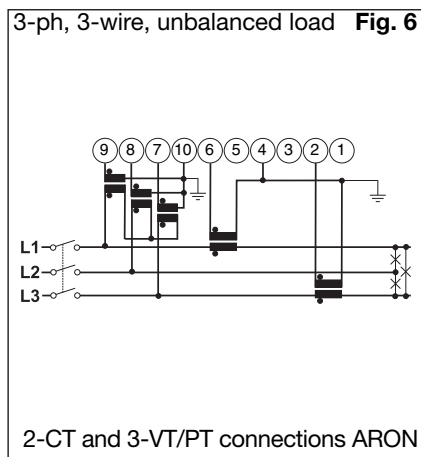 3-ph, 3-wire, unbalanced load Fig. 6
9 8 7 10 6 5 4 3 2 1
L1
L2
L3
2-CT and 3-VT/PT connections ARON